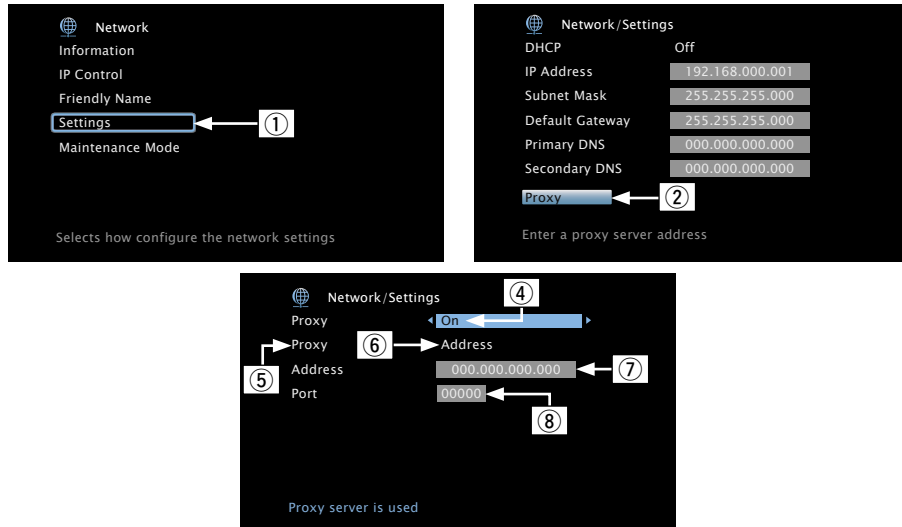 Network
Information
IP Control
Friendly Name
Settings ①
Maintenance Mode
Selects how configure the network settings
Network/Settings
DHCP Off
IP Address 192.168.000.001
Subnet Mask 255.255.255.000
Default Gateway 255.255.255.000
Primary DNS 000.000.000.000
Secondary DNS 000.000.000.000
Proxy ②
Enter a proxy server address
Network/Settings ④
Proxy On
⑤ Proxy ⑥ Address
Address 000.000.000.000 ⑦
Port 00000 ⑧
Proxy server is used